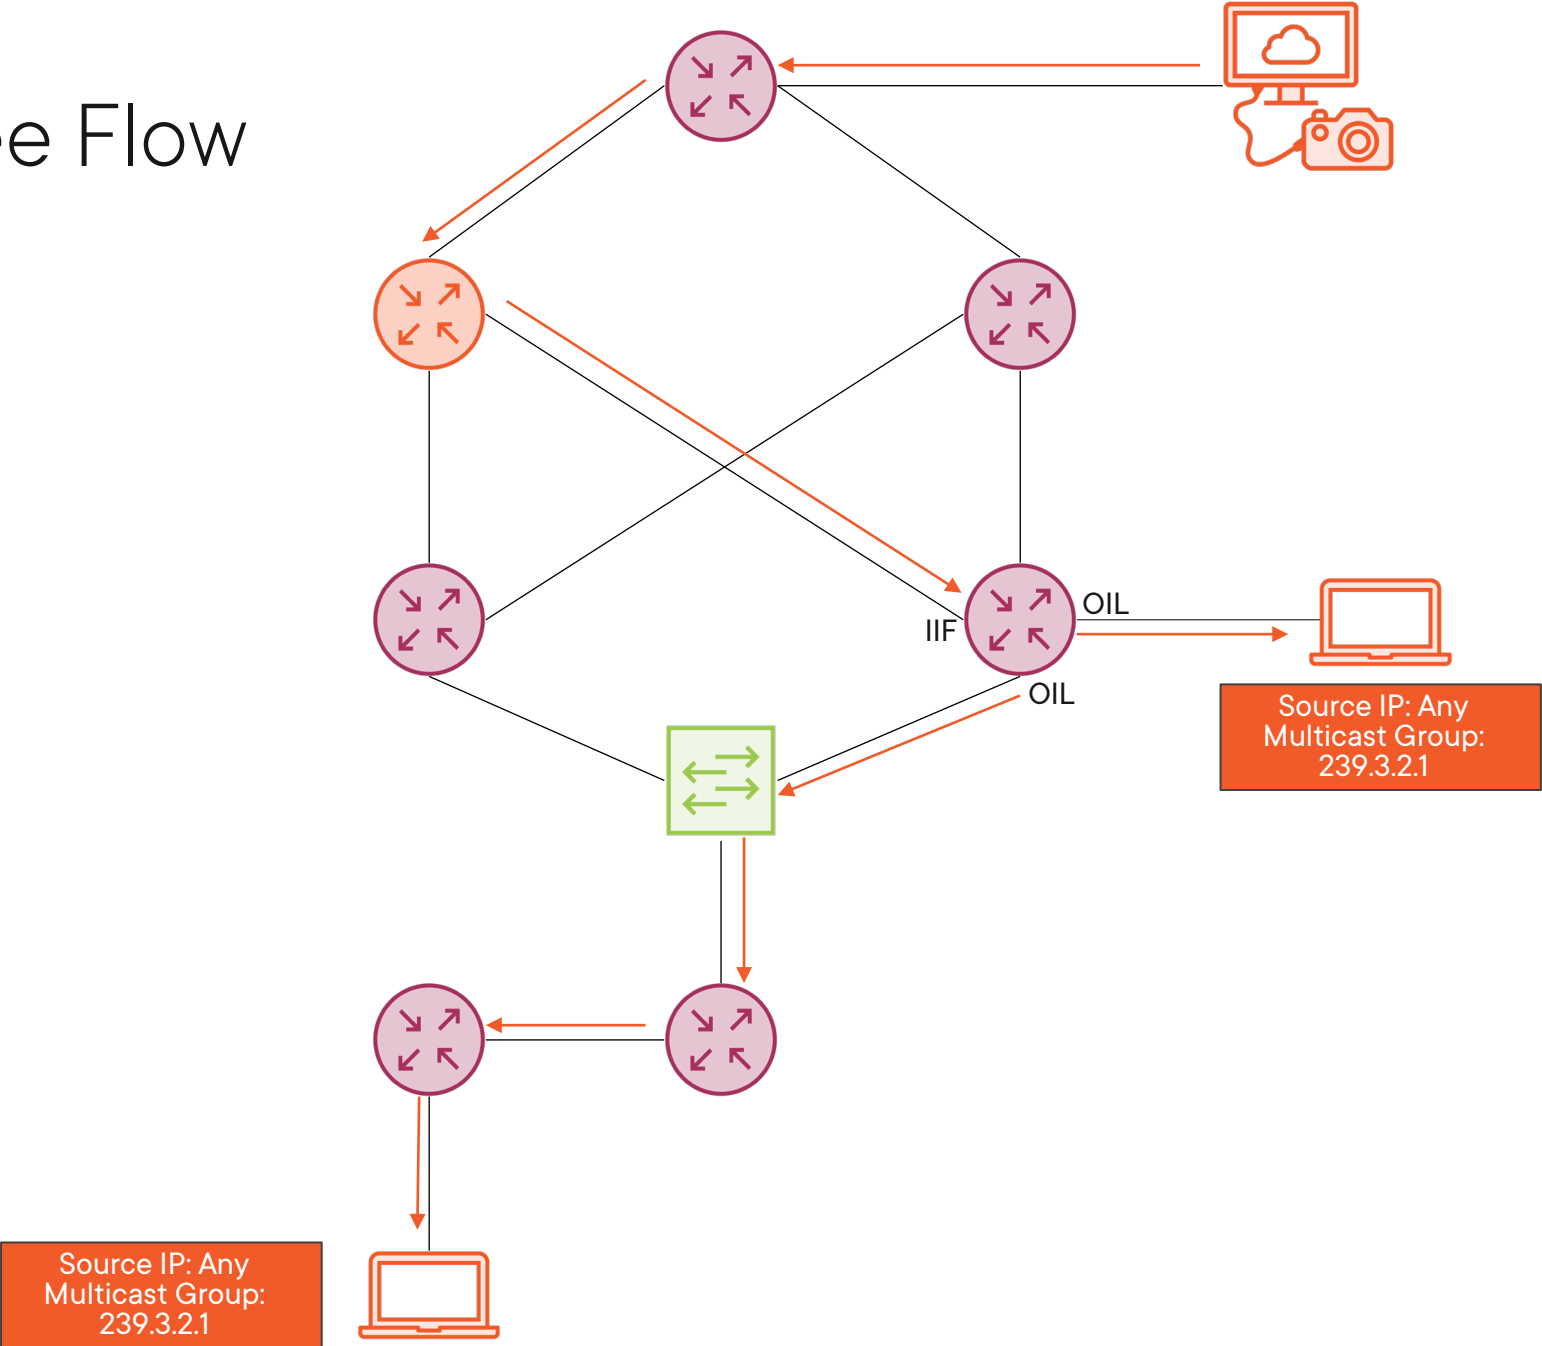 Flow
IIF
OIL
OIL
Source IP: Any
Multicast Group:
239.3.2.1
Source IP: Any
Multicast Group:
239.3.2.1